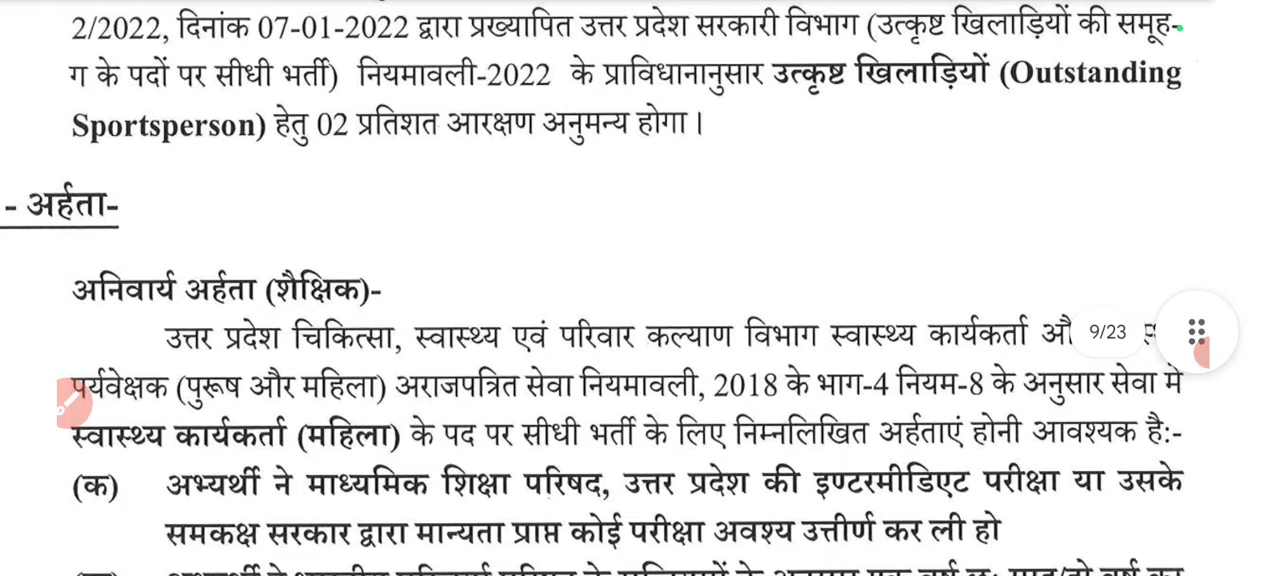 2/2022, दिनांक 07-01-2022 द्वारा प्रख्यापित उत्तर प्रदेश सरकारी विभाग (उत्कृष्ट खिलाड़ियों की समूह-
ग के पदों पर सीधी भर्ती) नियमावली-2022 के प्राविधानानुसार उत्कृष्ट खिलाड़ियों (Outstanding
Sportsperson) हेतु 02 प्रतिशत आरक्षण अनुमन्य होगा।
- अर्हता-
अनिवार्य अर्हता (शैक्षिक)-
उत्तर प्रदेश चिकित्सा, स्वास्थ्य एवं परिवार कल्याण विभाग स्वास्थ्य कार्यकर्ता 9/23
पर्यवेक्षक (पुरूष और महिला) अराजपत्रित सेवा नियमावली, 2018 के भाग-4 नियम-8 के अनुसार सेवा में
स्वास्थ्य कार्यकर्ता (महिला) के पद पर सीधी भर्ती के लिए निम्नलिखित अर्हताएं होनी आवश्यक है:-
(क) अभ्यर्थी ने माध्यमिक शिक्षा परिषद, उत्तर प्रदेश की इण्टरमीडिएट परीक्षा या उसके
समकक्ष सरकार द्वारा मान्यता प्राप्त कोई परीक्षा अवश्य उत्तीर्ण कर ली हो